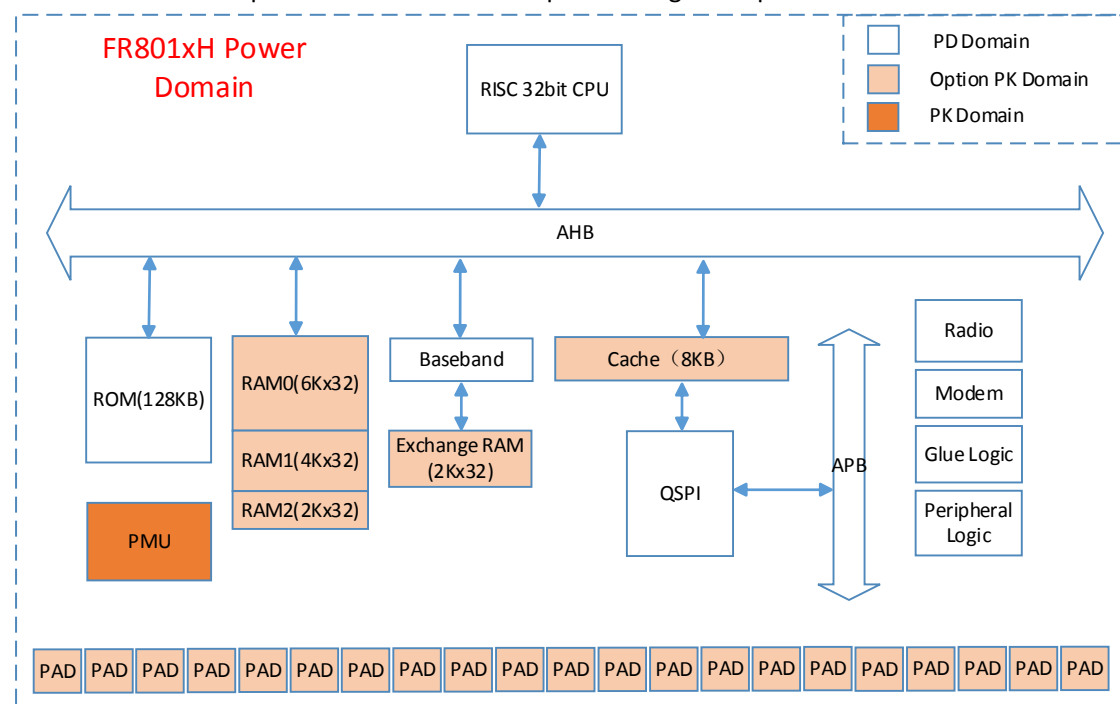 FR801xH Power
Domain
RISC 32bit CPU
PD Domain
Option PK Domain
PK Domain
AHB
ROM(128KB)
RAM0(6Kx32)
RAM1(4Kx32)
RAM2(2Kx32)
Baseband
Exchange RAM
(2Kx32)
Cache（8KB）
QSPI
APB
Radio
Modem
Glue Logic
Peripheral
Logic
PMU
PAD PAD PAD PAD PAD PAD PAD PAD PAD PAD PAD PAD PAD PAD PAD PAD PAD PAD PAD PAD PAD